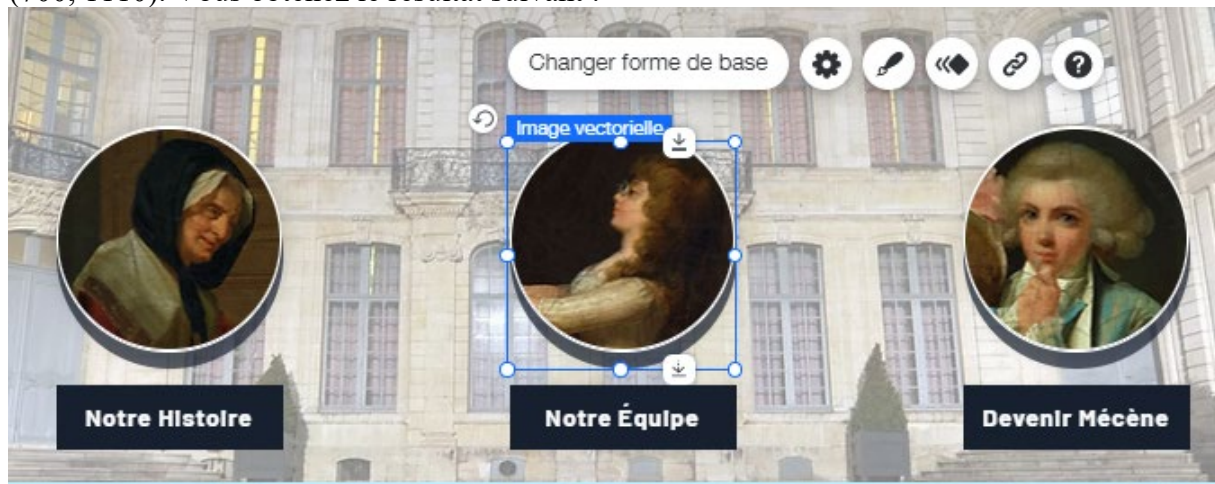 Changer forme de base
Image vectorielle
Notre Histoire
Notre Équipe
Devenir Mécène